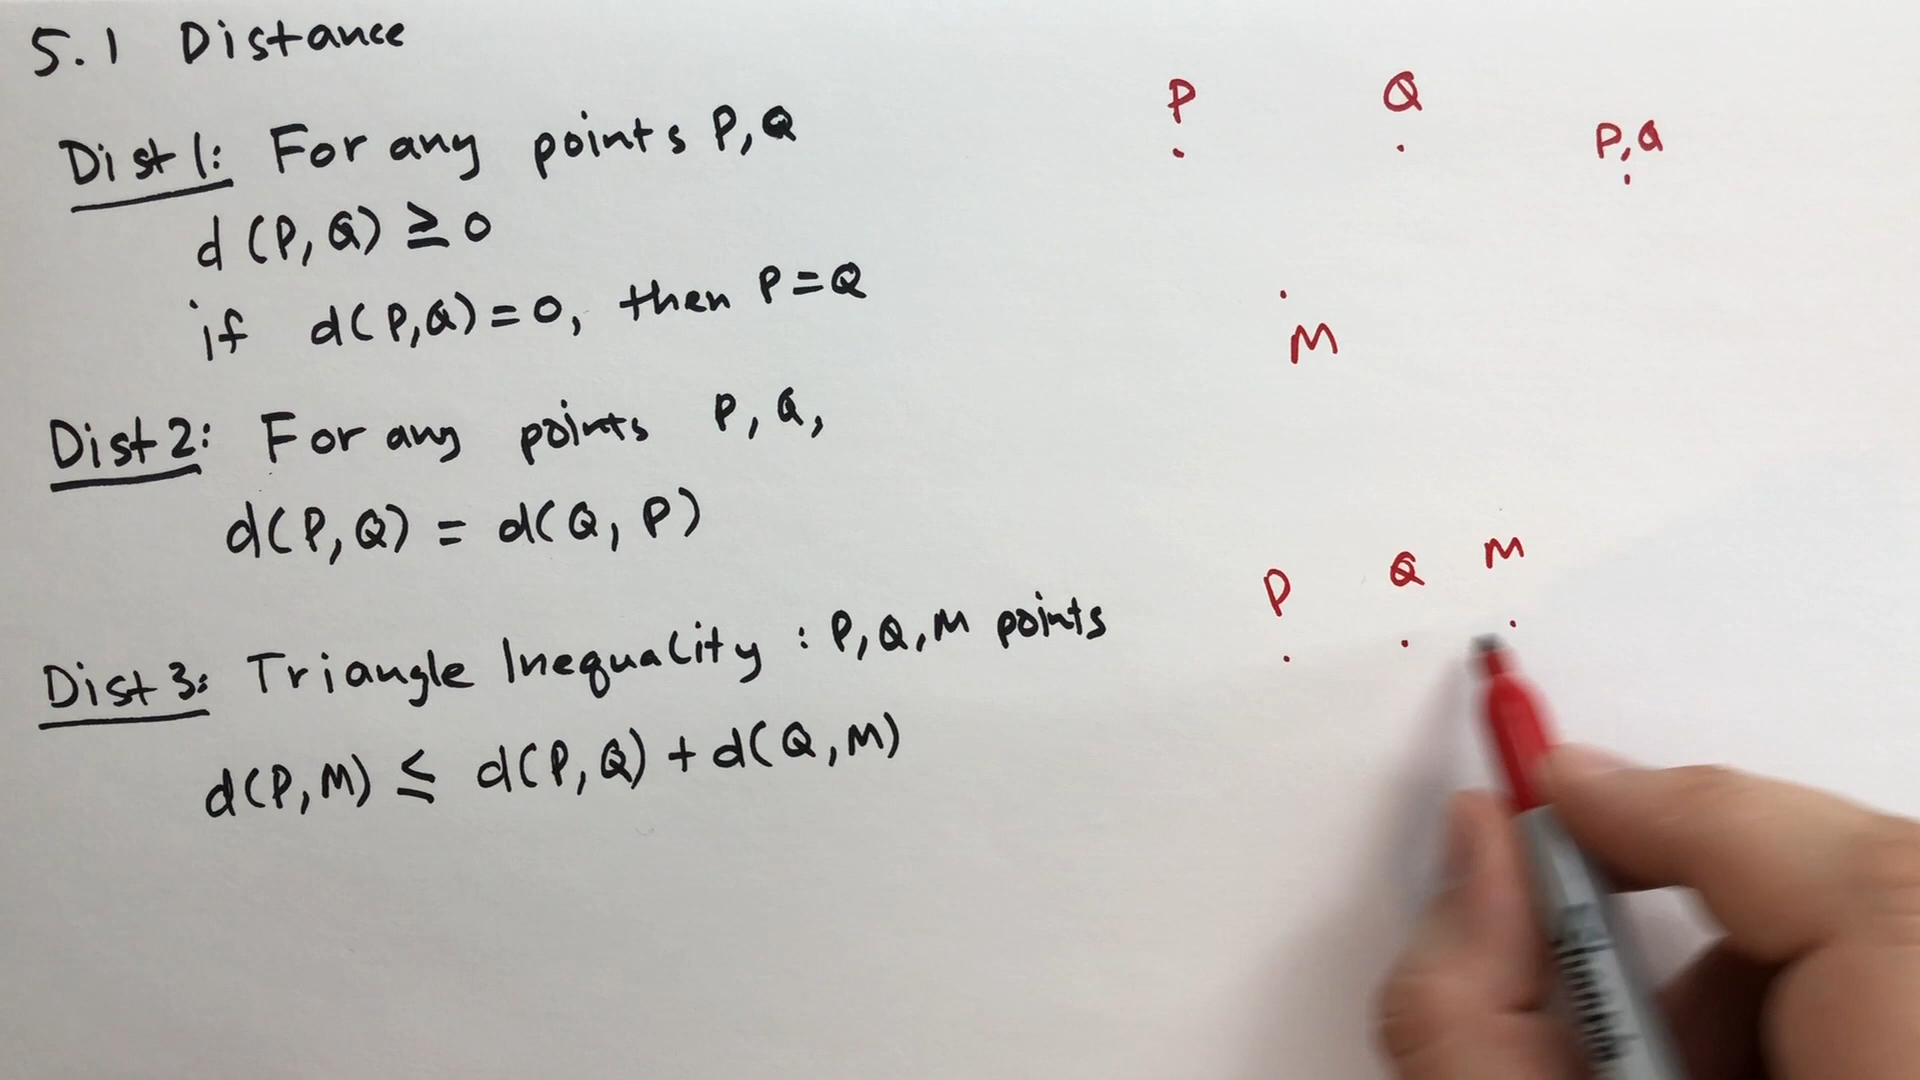 5.1 Distance
Dist 1: For any points P,Q
d(P,Q) ≥ 0
if d(P,Q)=0, then P=Q
Dist 2: For any points P, Q,
d(P,Q) = d(Q, P)
Dist 3: Triangle Inequality : P,Q,M points
d(P,M) ≤ d(P,Q) + d(Q,M)
P Q
P,Q
M
P Q M